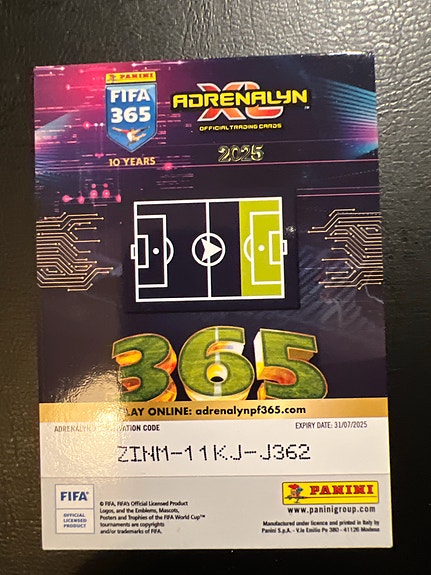 PANINI
FIFA
365
10 YEARS
ADRENALYN
XL™
OFFICIAL TRADING CARDS
2025
365
LAY ONLINE: adrenalynpf365.com
EXPIRY DATE: 31/07/2025
CODE
ZINM-11KJ-J362
FIFA®
OFFICIAL
LICENSED
PRODUCT
© FIFA, FIFA's Official Licensed Product
Logos, and the Emblems, Mascots,
Posters and Trophies of the FIFA World Cup™
tournaments are copyrights
and/or trademarks of FIFA.
PANINI
www.paninigroup.com
Manufactured under licence and printed in Italy by
Panini S.p.A. - V.le Emilio Po 380 - 41126 Modena